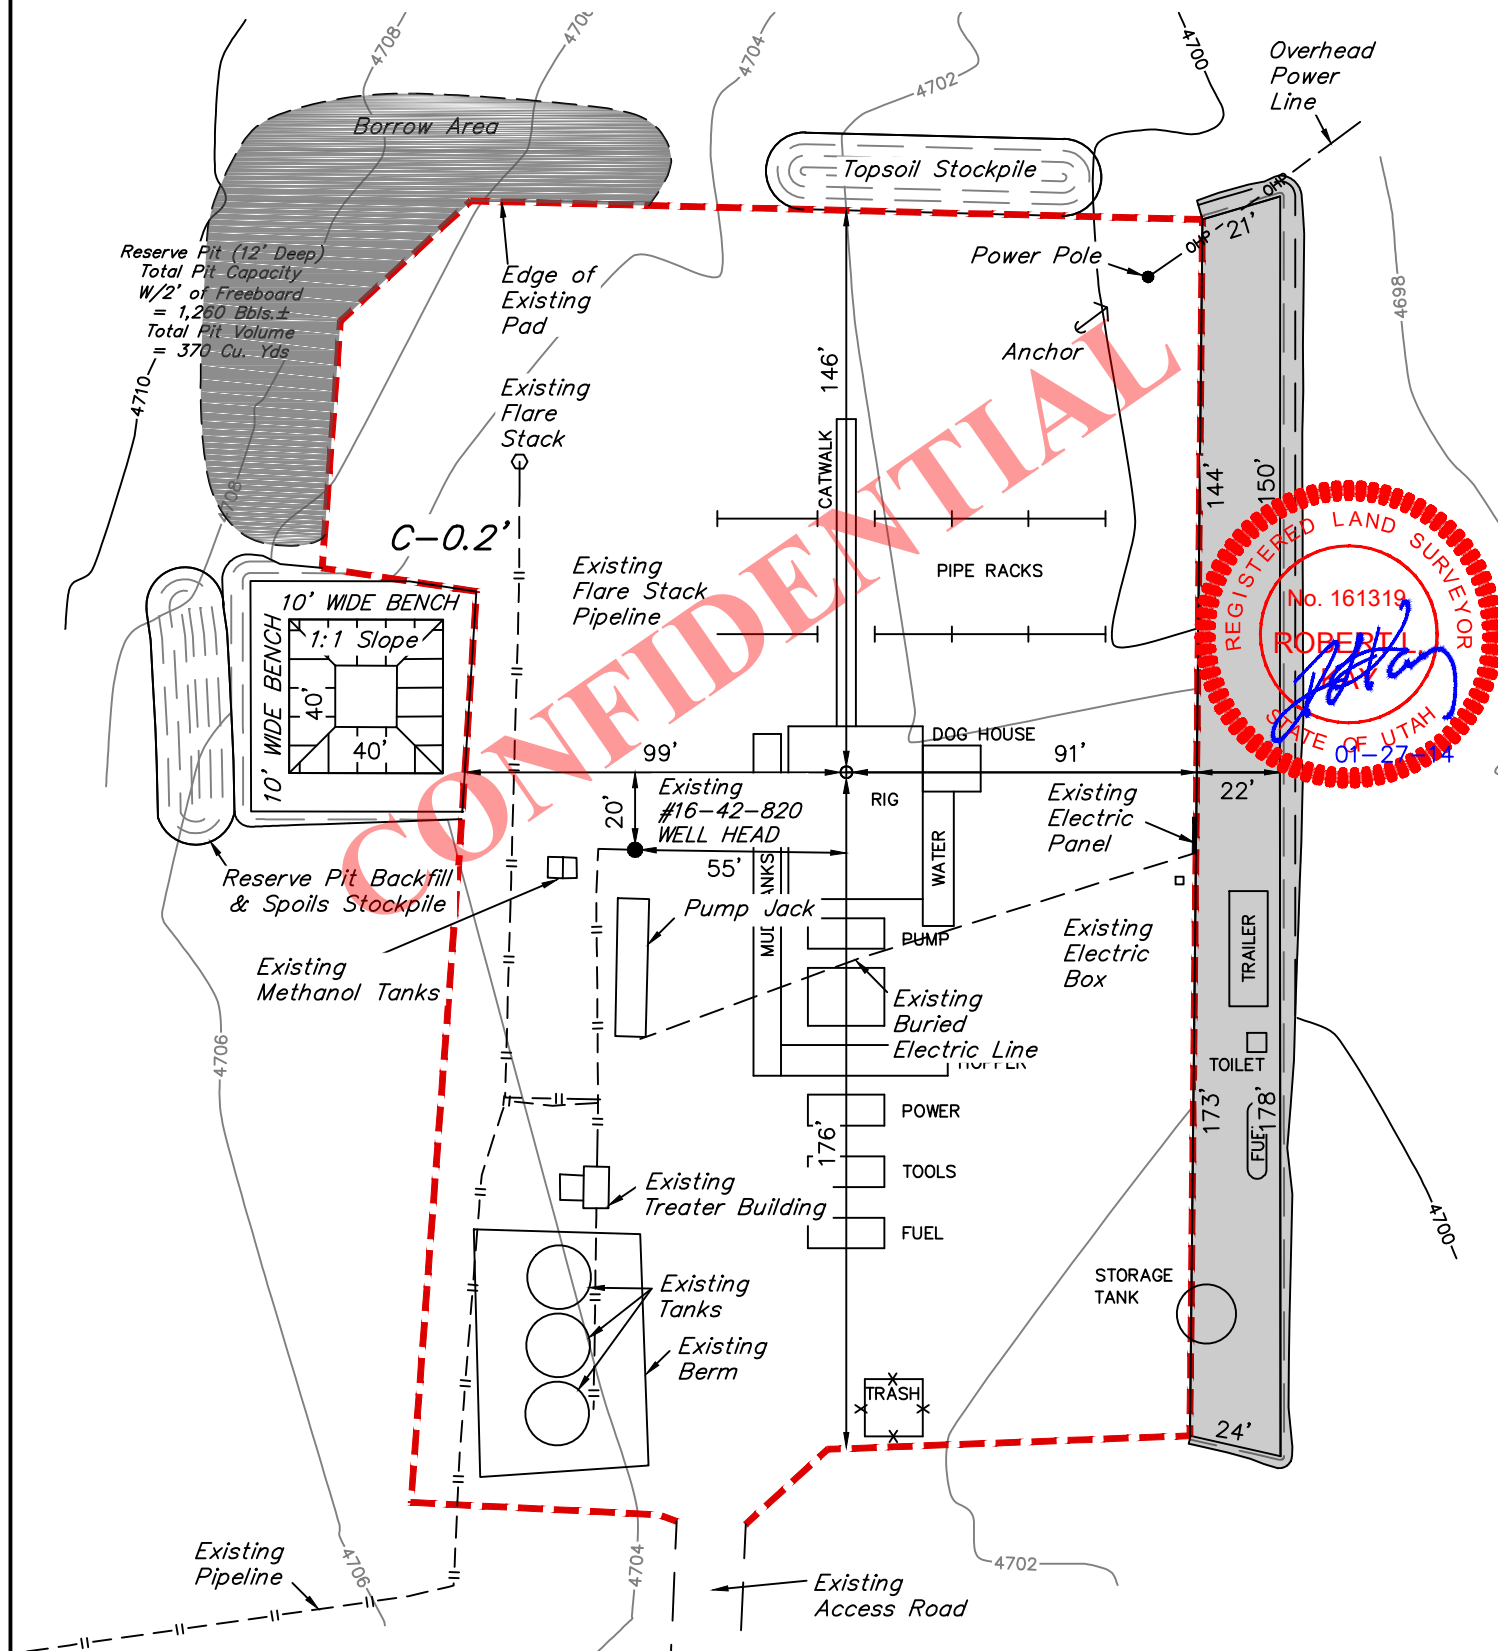 4708
4706
4704
4702
4700
Overhead
Power
Line
Borrow Area
Topsoil Stockpile
OHP
OHP
21'
Power Pole
Reserve Pit (12' Deep)
Total Pit Capacity
W/2' of Freeboard
= 1,260 Bbls.±
Total Pit Volume
= 370 Cu. Yds
Edge of
Existing
Pad
4698
Anchor
146'
4710
Existing
Flare
Stack
CATWALK
144'
150'
4708
C-0.2'
CONFIDENTIAL
REGISTERED LAND SURVEYOR
No. 161319
ROBERT L.
KAY
STATE OF UTAH
01-27-14
Existing
Flare Stack
Pipeline
PIPE RACKS
10' WIDE BENCH
10' WIDE BENCH
1:1 Slope
40'
40'
99'
DOG HOUSE
91'
22'
RIG
20'
Existing
#16-42-820
WELL HEAD
55'
Existing
Electric
Panel
WATER
Reserve Pit Backfill
& Spoils Stockpile
Pump Jack
PUMP
Existing
Methanol Tanks
Existing
Electric
Box
TRAILER
Existing
Buried
Electric Line
4706
TOILET
POWER
173'
178'
176'
TOOLS
Existing
Treater Building
FUEL
4700
STORAGE
TANK
Existing
Tanks
Existing
Berm
TRASH
24'
Existing
Pipeline
4706
4704
4702
Existing
Access Road